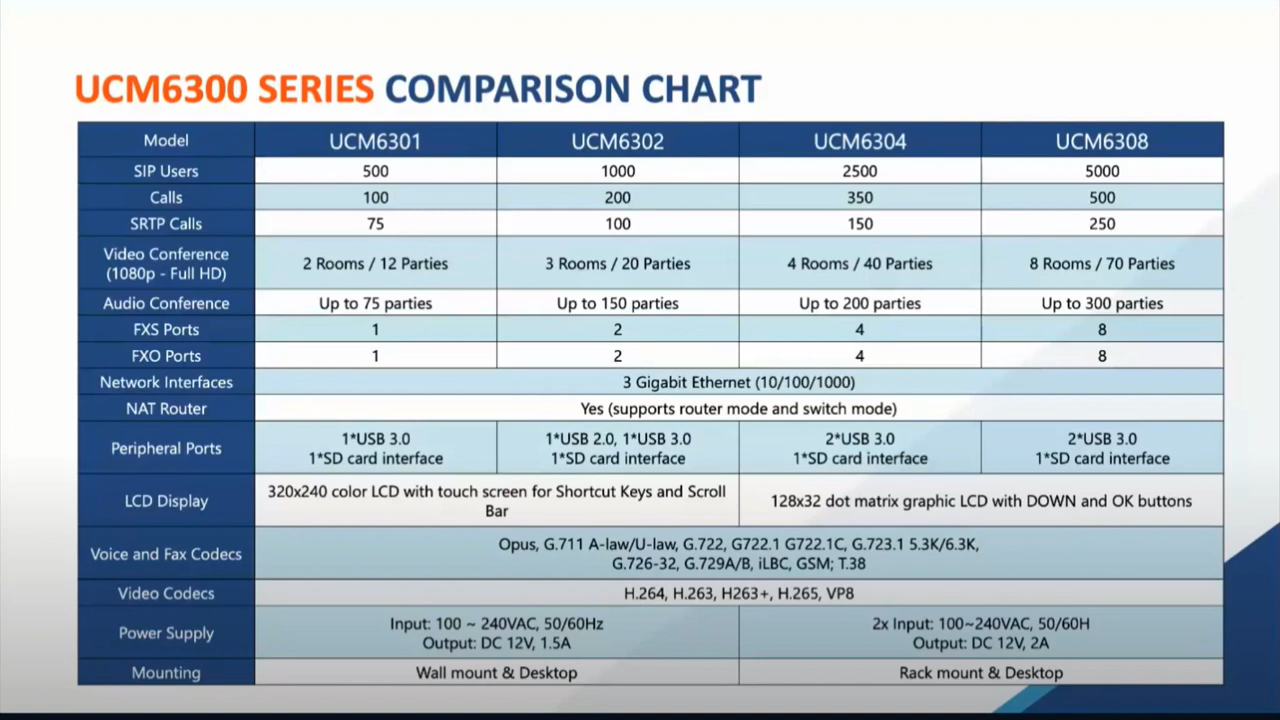 UCM6300 SERIES COMPARISON CHART
Model UCM6301 UCM6302 UCM6304 UCM6308
SIP Users 500 1000 2500 5000
Calls 100 200 350 500
SRTP Calls 75 100 150 250
Video Conference
(1080p - Full HD) 2 Rooms / 12 Parties 3 Rooms / 20 Parties 4 Rooms / 40 Parties 8 Rooms / 70 Parties
Audio Conference Up to 75 parties Up to 150 parties Up to 200 parties Up to 300 parties
FXS Ports 1 2 4 8
FXO Ports 1 2 4 8
Network Interfaces 3 Gigabit Ethernet (10/100/1000)
NAT Router Yes (supports router mode and switch mode)
Peripheral Ports 1*USB 3.0 1*USB 2.0, 1*USB 3.0 2*USB 3.0 2*USB 3.0
1*SD card interface 1*SD card interface 1*SD card interface 1*SD card interface
LCD Display 320x240 color LCD with touch screen for Shortcut Keys and Scroll
Bar 128x32 dot matrix graphic LCD with DOWN and OK buttons
Voice and Fax Codecs Opus, G.711 A-law/U-law, G.722, G722.1 G722.1C, G.723.1 5.3K/6.3K,
G.726-32, G.729A/B, iLBC, GSM; T.38
Video Codecs H.264, H.263, H263+, H.265, VP8
Power Supply Input: 100 ~ 240VAC, 50/60Hz 2x Input: 100~240VAC, 50/60H
Output: DC 12V, 1.5A Output: DC 12V, 2A
Mounting Wall mount & Desktop Rack mount & Desktop